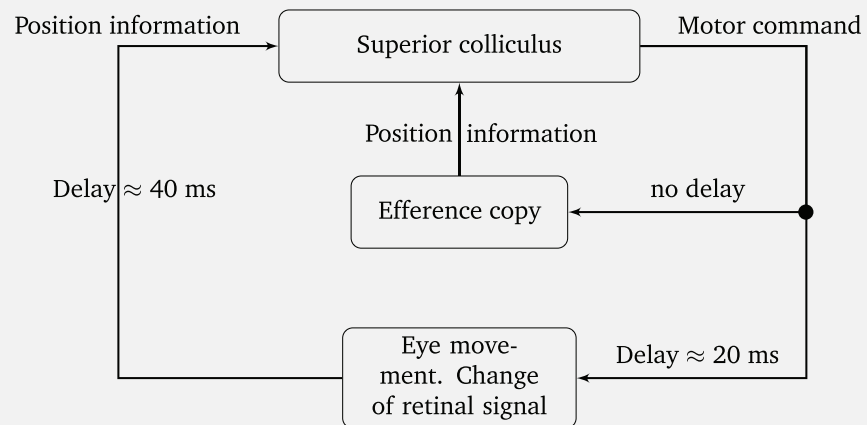 Position information
Superior colliculus
Motor command
Position information
Delay ≈ 40 ms
no delay
Efference copy
Eye move-
ment. Change
of retinal signal
Delay ≈ 20 ms